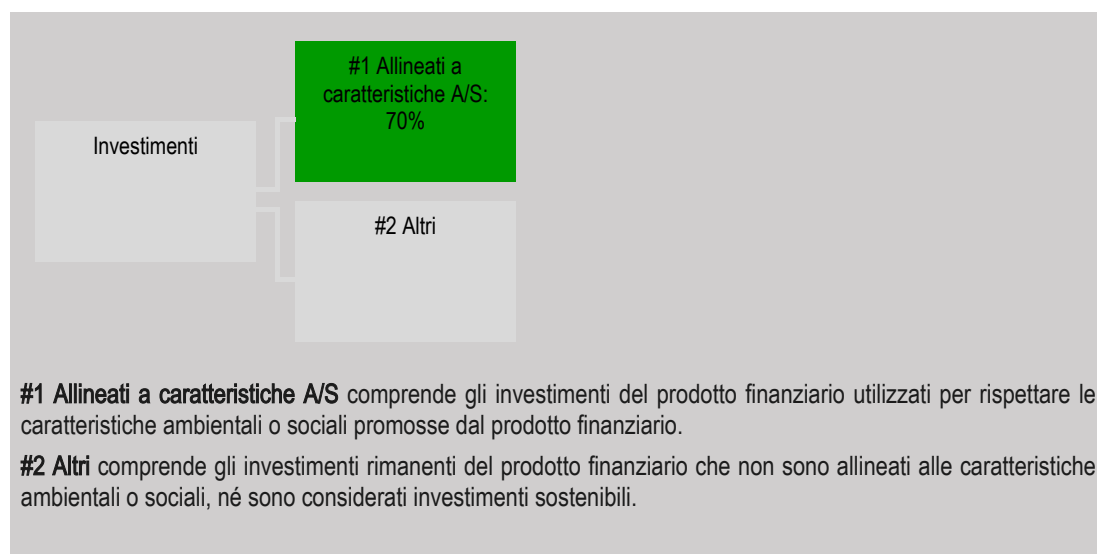 #1 Allineati a
caratteristiche A/S:
70%
Investimenti
#2 Altri
#1 Allineati a caratteristiche A/S comprende gli investimenti del prodotto finanziario utilizzati per rispettare le
caratteristiche ambientali o sociali promosse dal prodotto finanziario.
#2 Altri comprende gli investimenti rimanenti del prodotto finanziario che non sono allineati alle caratteristiche
ambientali o sociali, né sono considerati investimenti sostenibili.